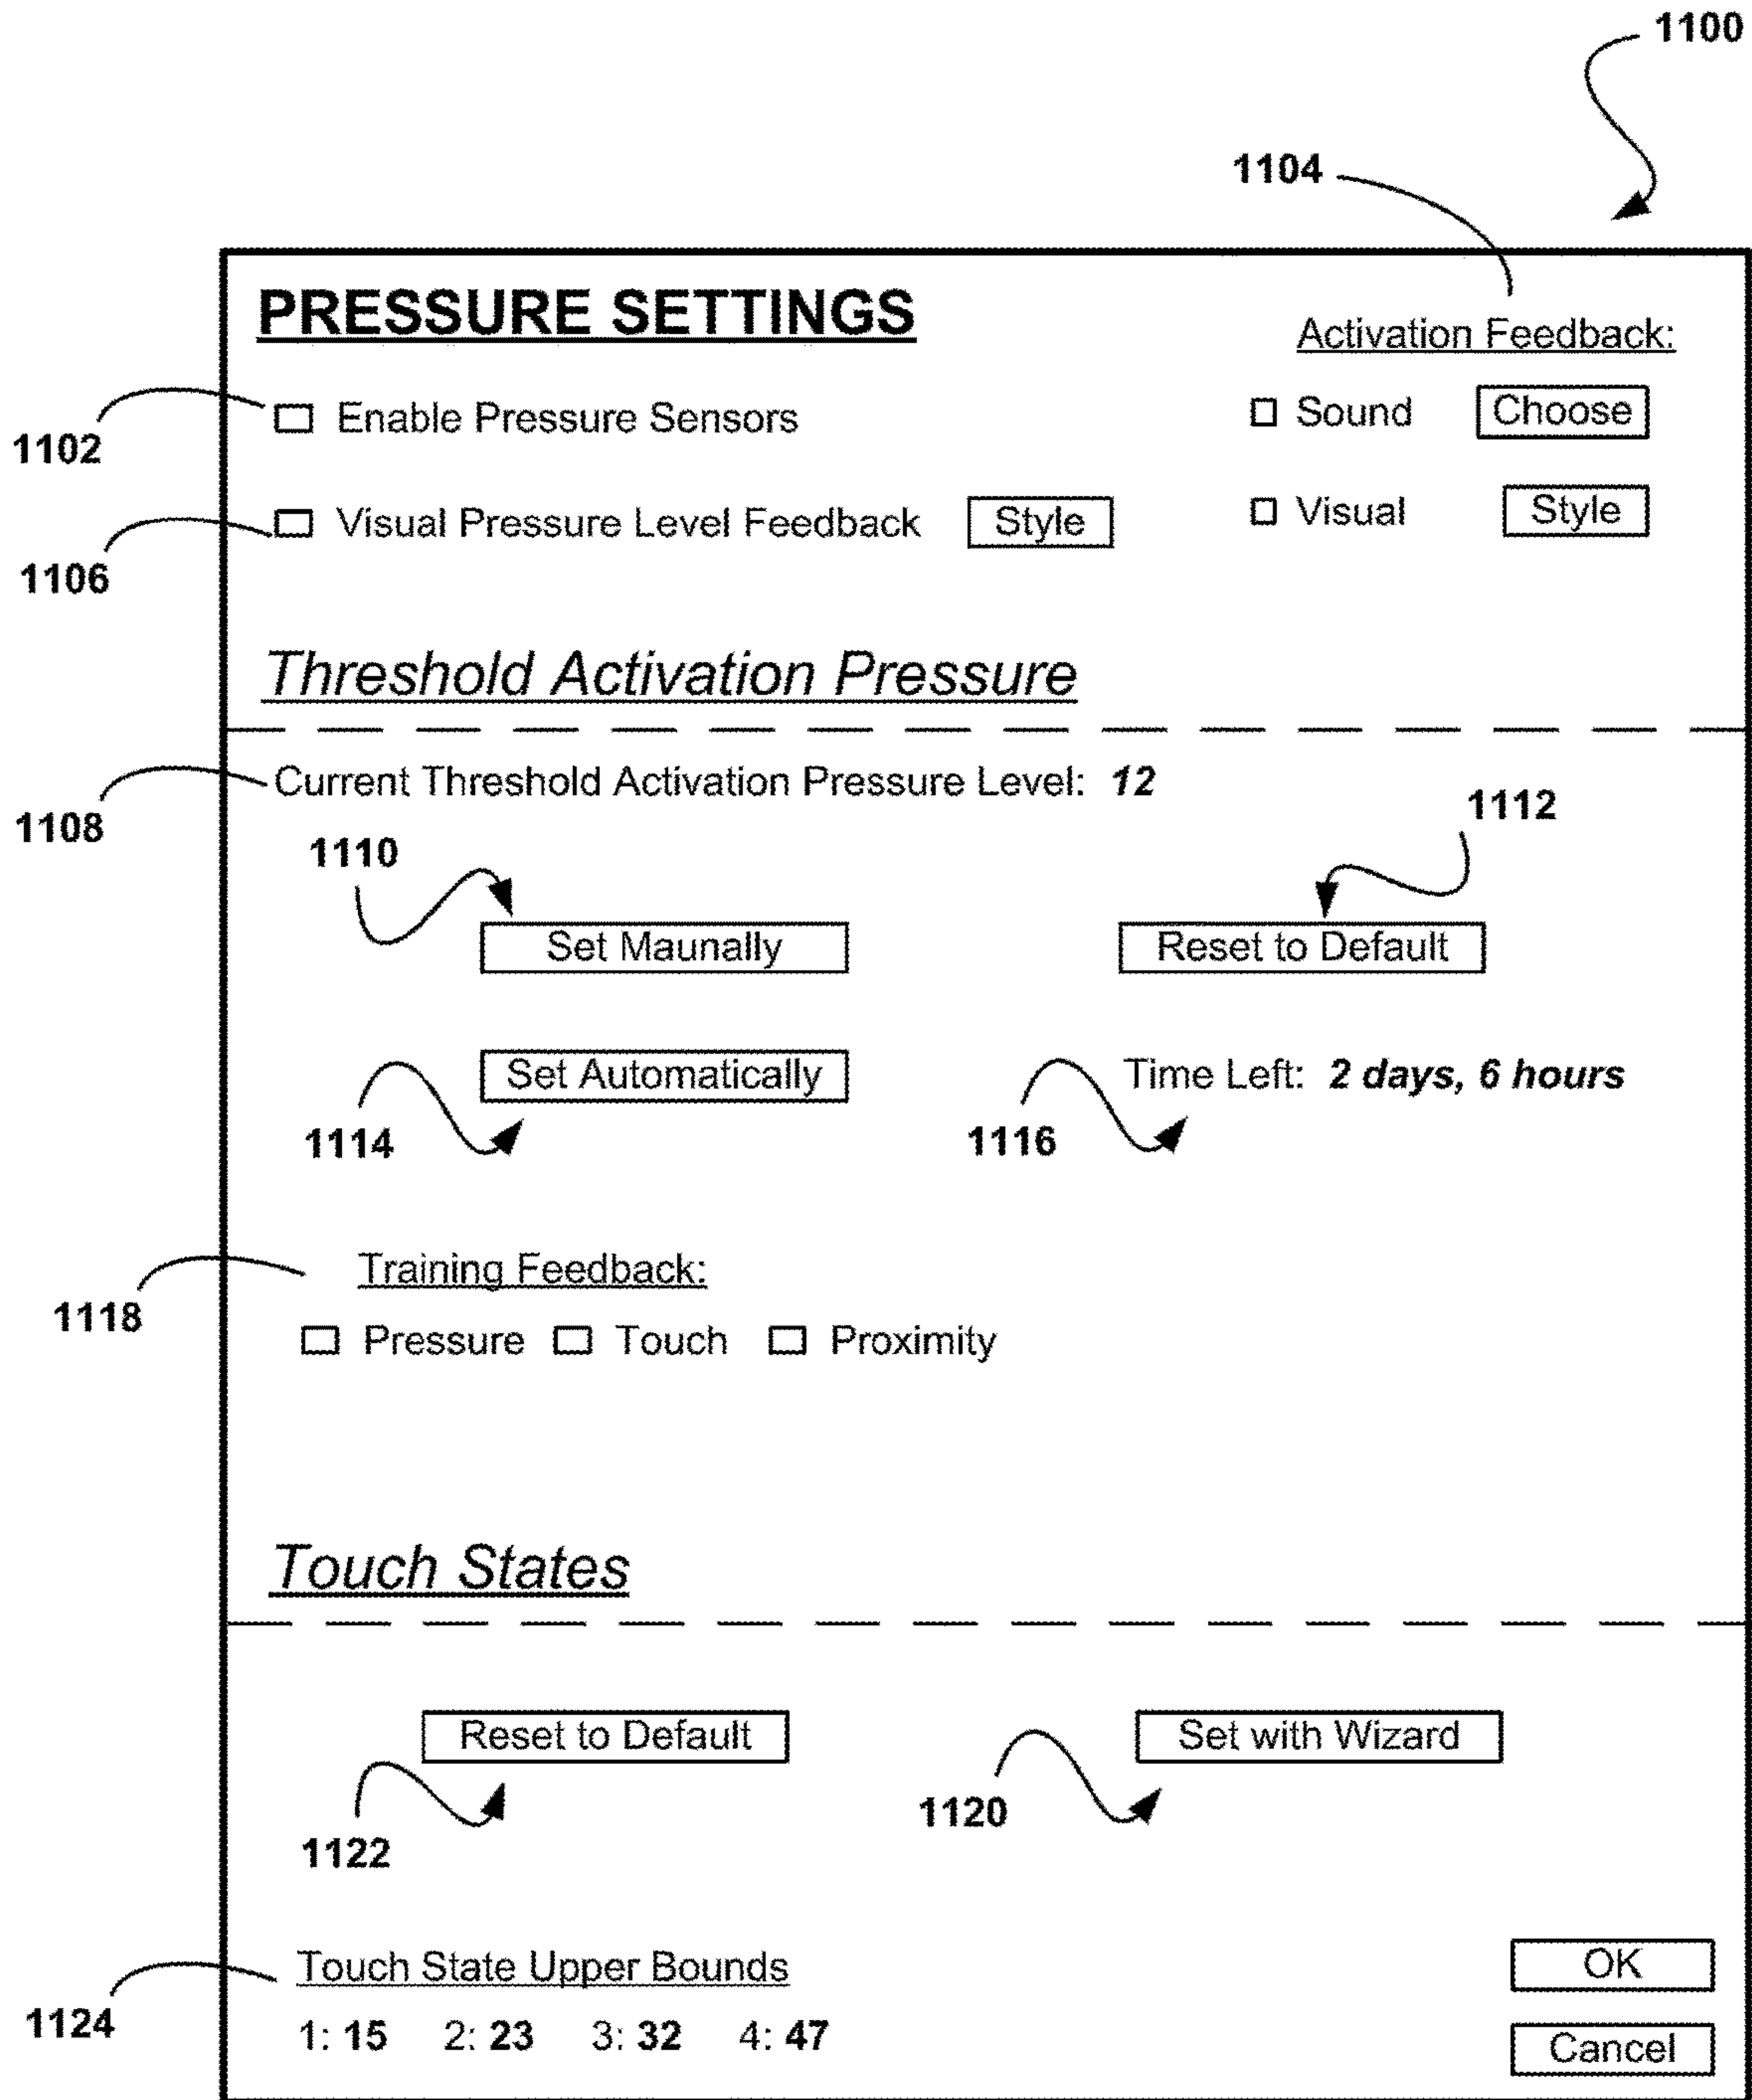 1100
1104
PRESSURE SETTINGS
Activation Feedback:
1102
Enable Pressure Sensors
Sound
Choose
1106
Visual Pressure Level Feedback
Style
Visual
Style
Threshold Activation Pressure
1108
Current Threshold Activation Pressure Level: 12
1110
1112
Set Maunally
Reset to Default
Set Automatically
Time Left: 2 days, 6 hours
1114
1116
1118
Training Feedback:
Pressure
Touch
Proximity
Touch States
Reset to Default
Set with Wizard
1122
1120
1124
Touch State Upper Bounds
OK
1: 15 2: 23 3: 32 4: 47
Cancel